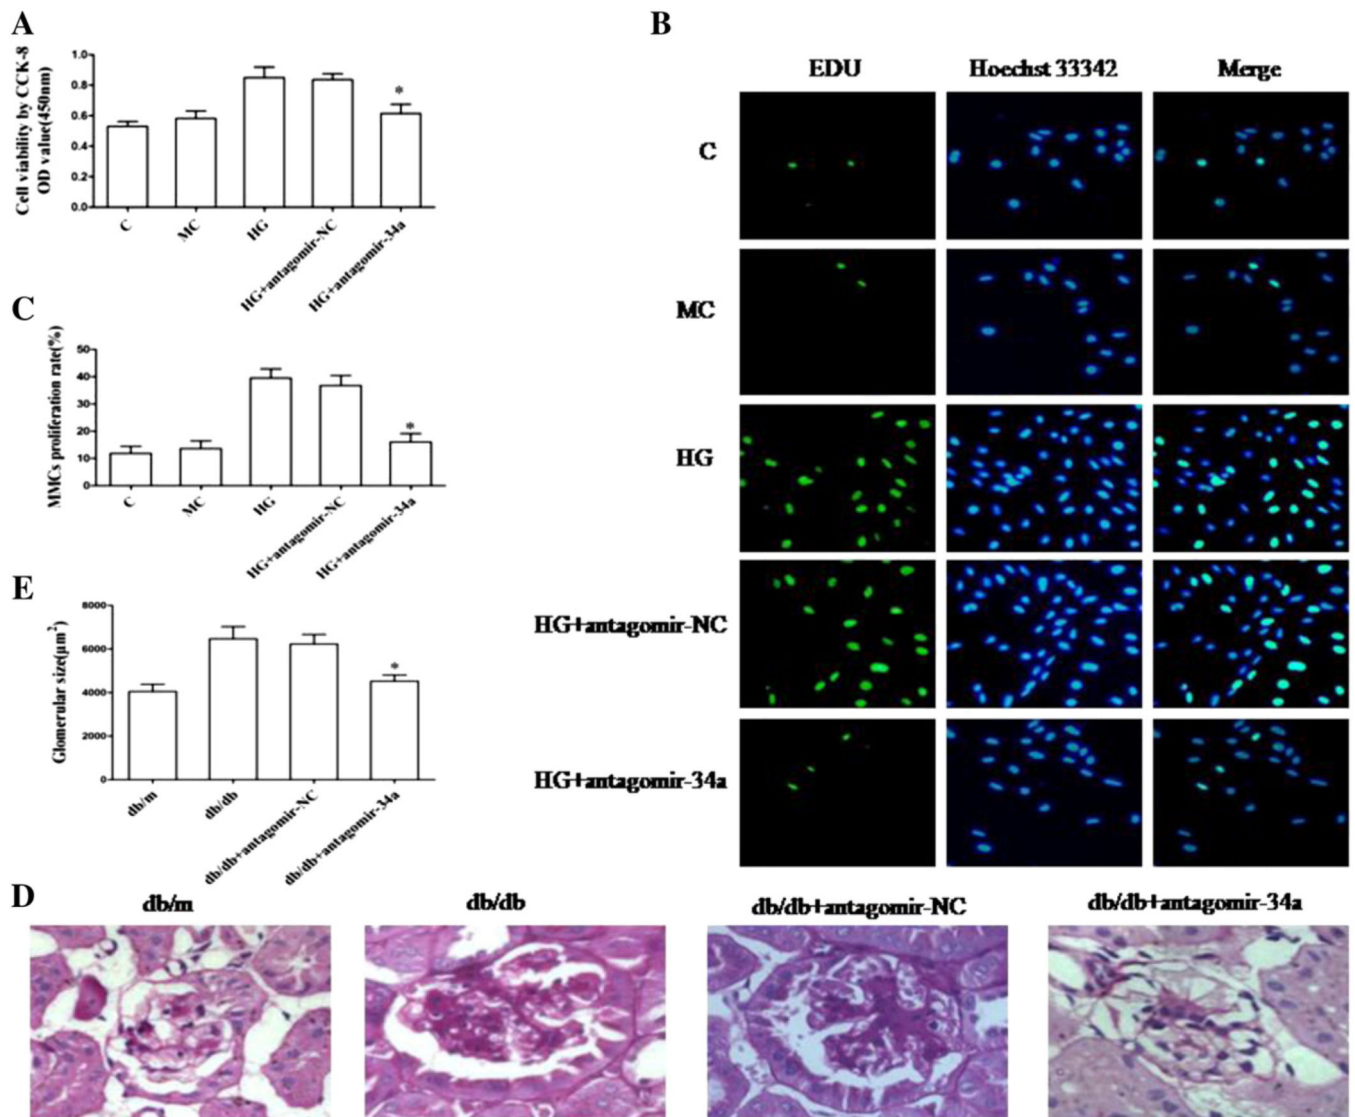 A
Cell viability by CCK-8
OD value(450nm)
1.0
0.8
0.6
0.4
0.2
0.0
*
C
MC
HG
HG+antagomir-NC
HG+antagomir-34a
B
EDU
Hoechst 33342
Merge
C
MC
HG
HG+antagomir-NC
HG+antagomir-34a
C
MMCs proliferation rate(%)
50
40
30
20
10
0
*
C
MC
HG
HG+antagomir-NC
HG+antagomir-34a
E
Glomerular size(μm²)
8000
6000
4000
2000
0
*
db/m
db/db
db/db+antagomir-NC
db/db+antagomir-34a
D
db/m
db/db
db/db+antagomir-NC
db/db+antagomir-34a